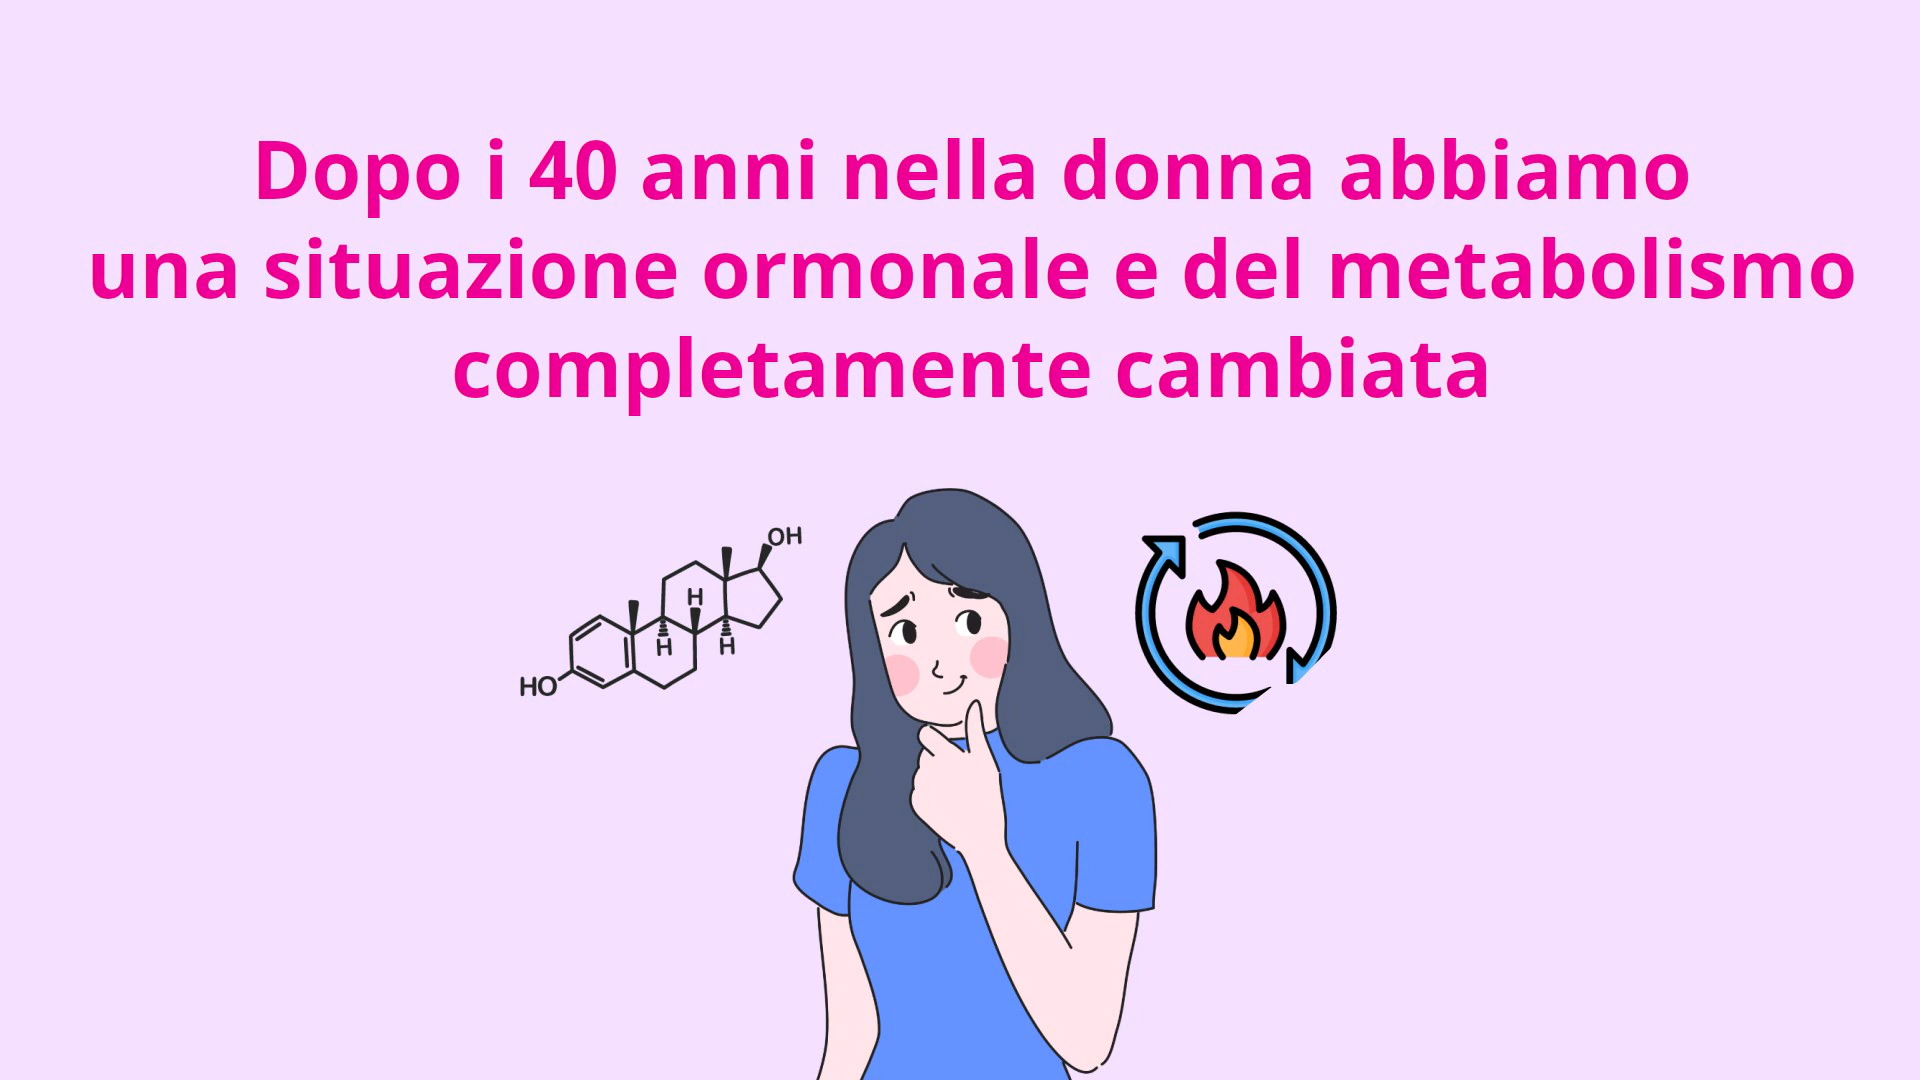 Dopo i 40 anni nella donna abbiamo
una situazione ormonale e del metabolismo
completamente cambiata
OH
H
H
H
HO